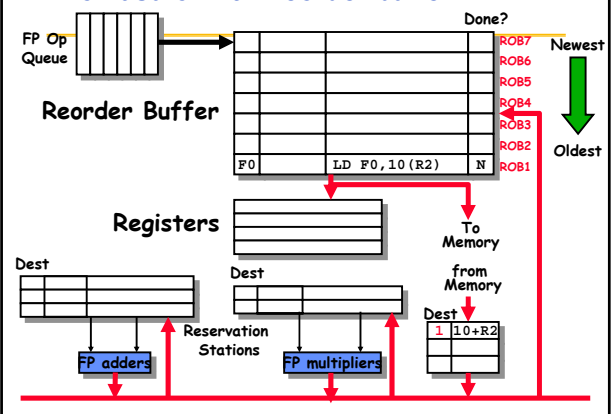 Done?
FP Op
Queue
ROB7
Newest
ROB6
ROB5
Reorder Buffer
ROB4
ROB3
ROB2
Oldest
F0 LD F0,10(R2) N ROB1
Registers
To
Memory
from
Memory
Dest
Dest
Dest
1 10+R2
Reservation
Stations
FP adders
FP multipliers